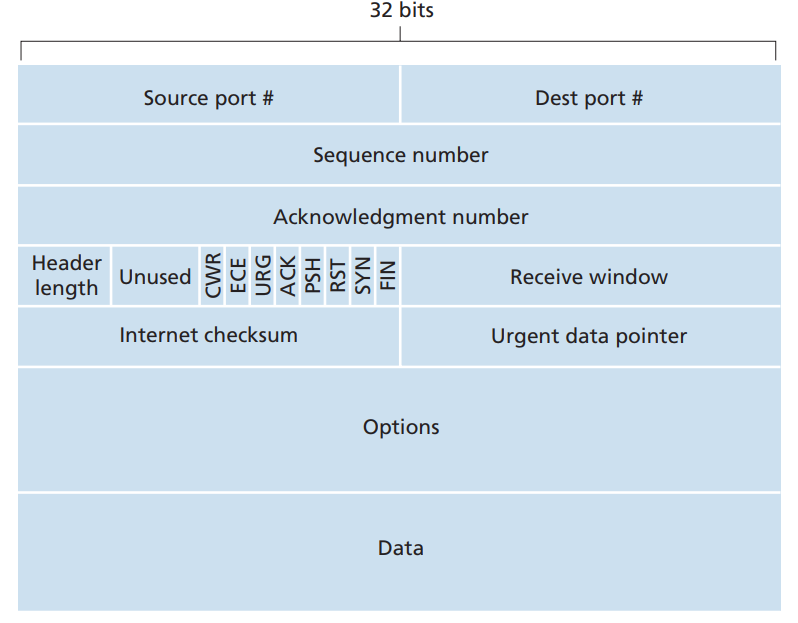 32 bits
Source port #
Dest port #
Sequence number
Acknowledgment number
Header
length
Unused
CWR
ECE
URG
ACK
PSH
RST
SYN
FIN
Receive window
Internet checksum
Urgent data pointer
Options
Data